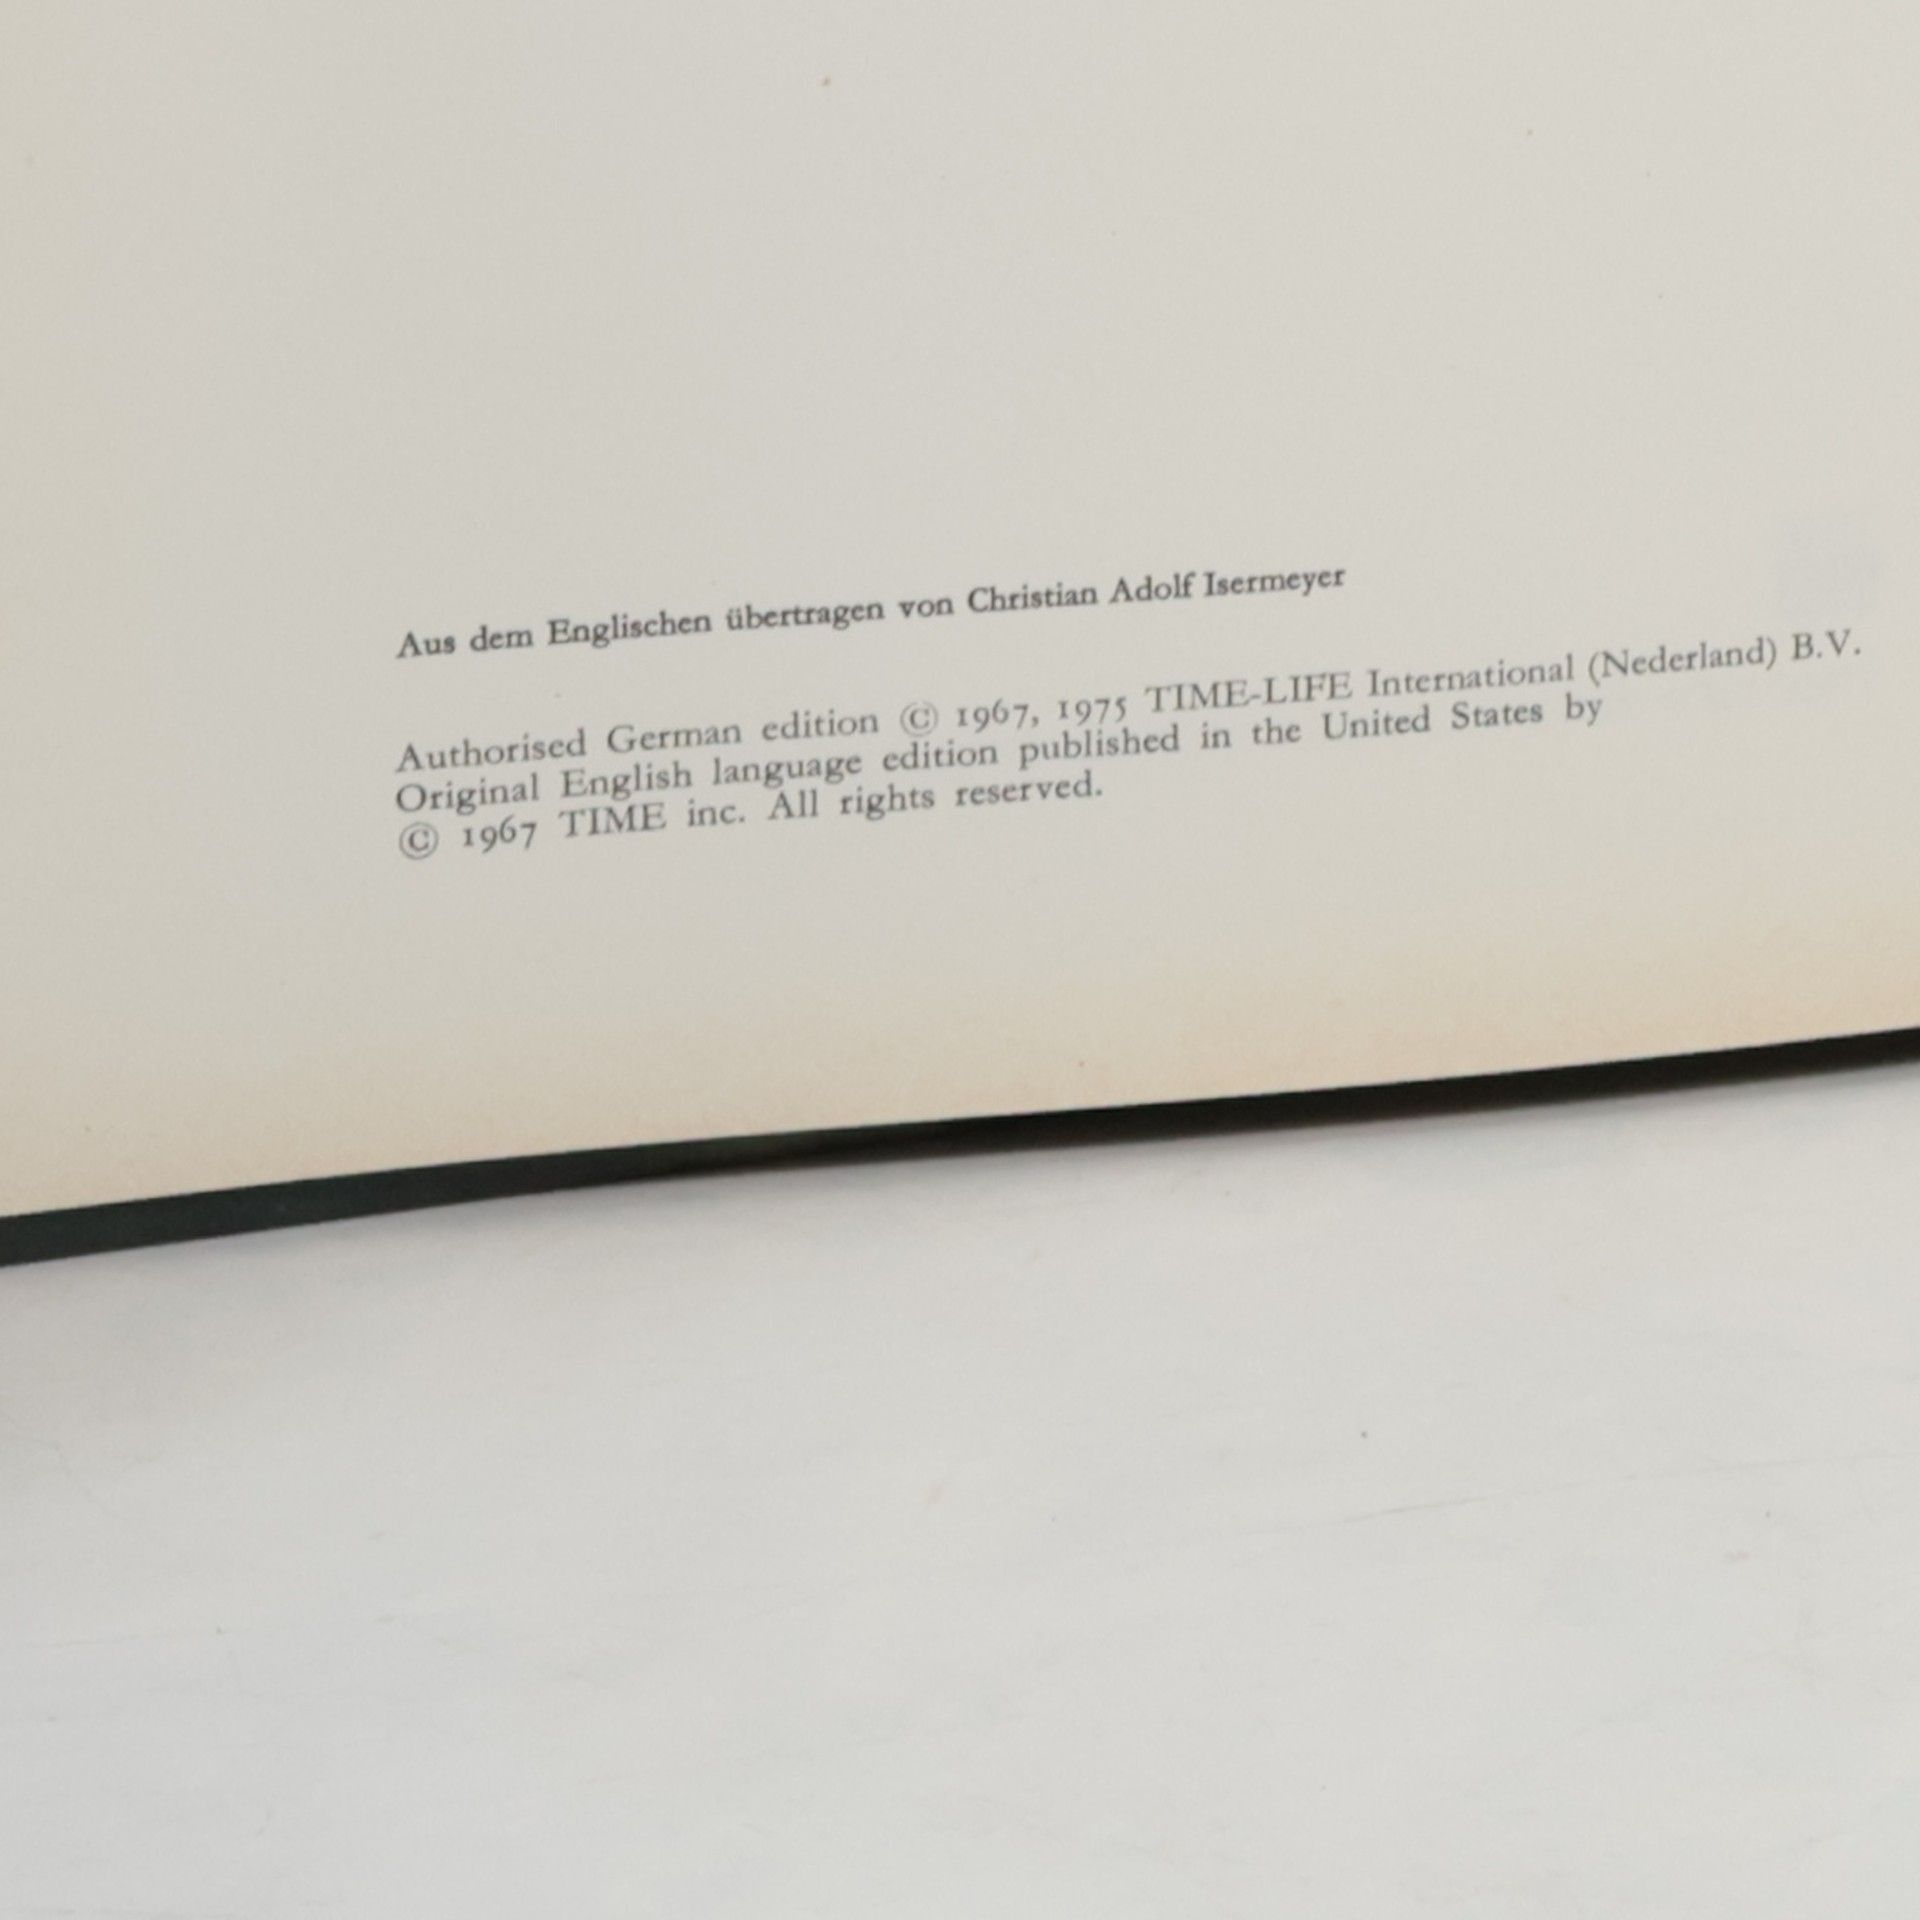 Aus dem Englischen übertragen von Christian Adolf Isermeyer
Authorised German edition © 1967, 1975 TIME-LIFE International (Nederland) B.V.
Original English language edition published in the United States by
© 1967 TIME inc. All rights reserved.